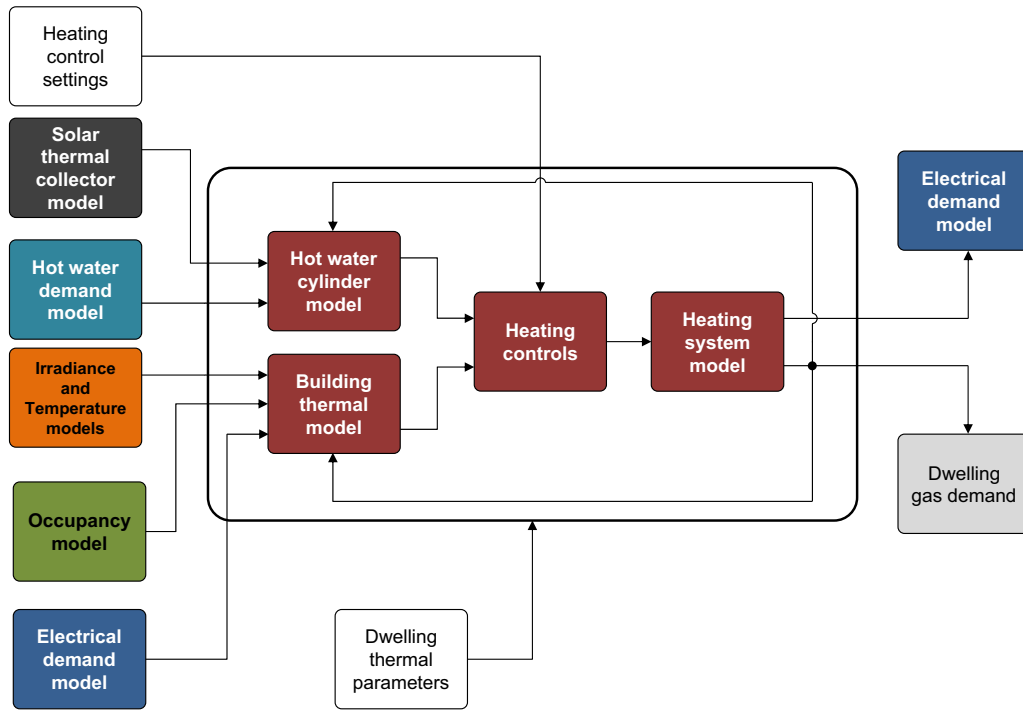 Heating
control
settings
Solar
thermal
collector
model
Hot water
demand
model
Irradiance
and
Temperature
models
Occupancy
model
Electrical
demand
model
Hot water
cylinder
model
Building
thermal
model
Heating
controls
Heating
system
model
Dwelling
thermal
parameters
Electrical
demand
model
Dwelling
gas demand